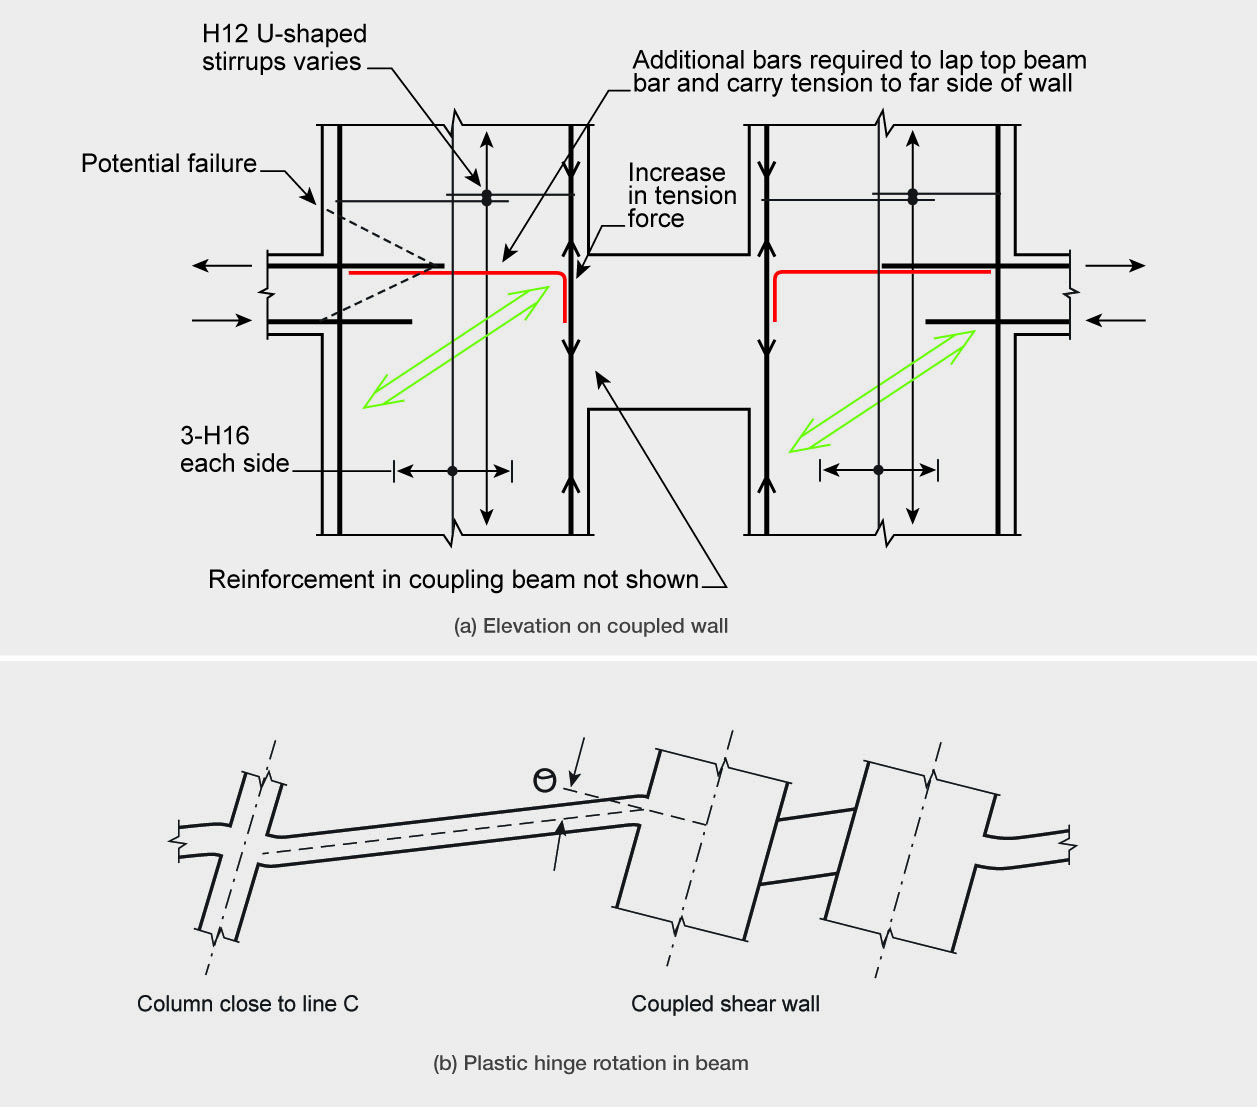 H12 U-shaped
stirrups varies
Additional bars required to lap top beam
bar and carry tension to far side of wall
Potential failure
Increase
in tension
force
3-H16
each side
Reinforcement in coupling beam not shown
(a) Elevation on coupled wall
Θ
Column close to line C
Coupled shear wall
(b) Plastic hinge rotation in beam